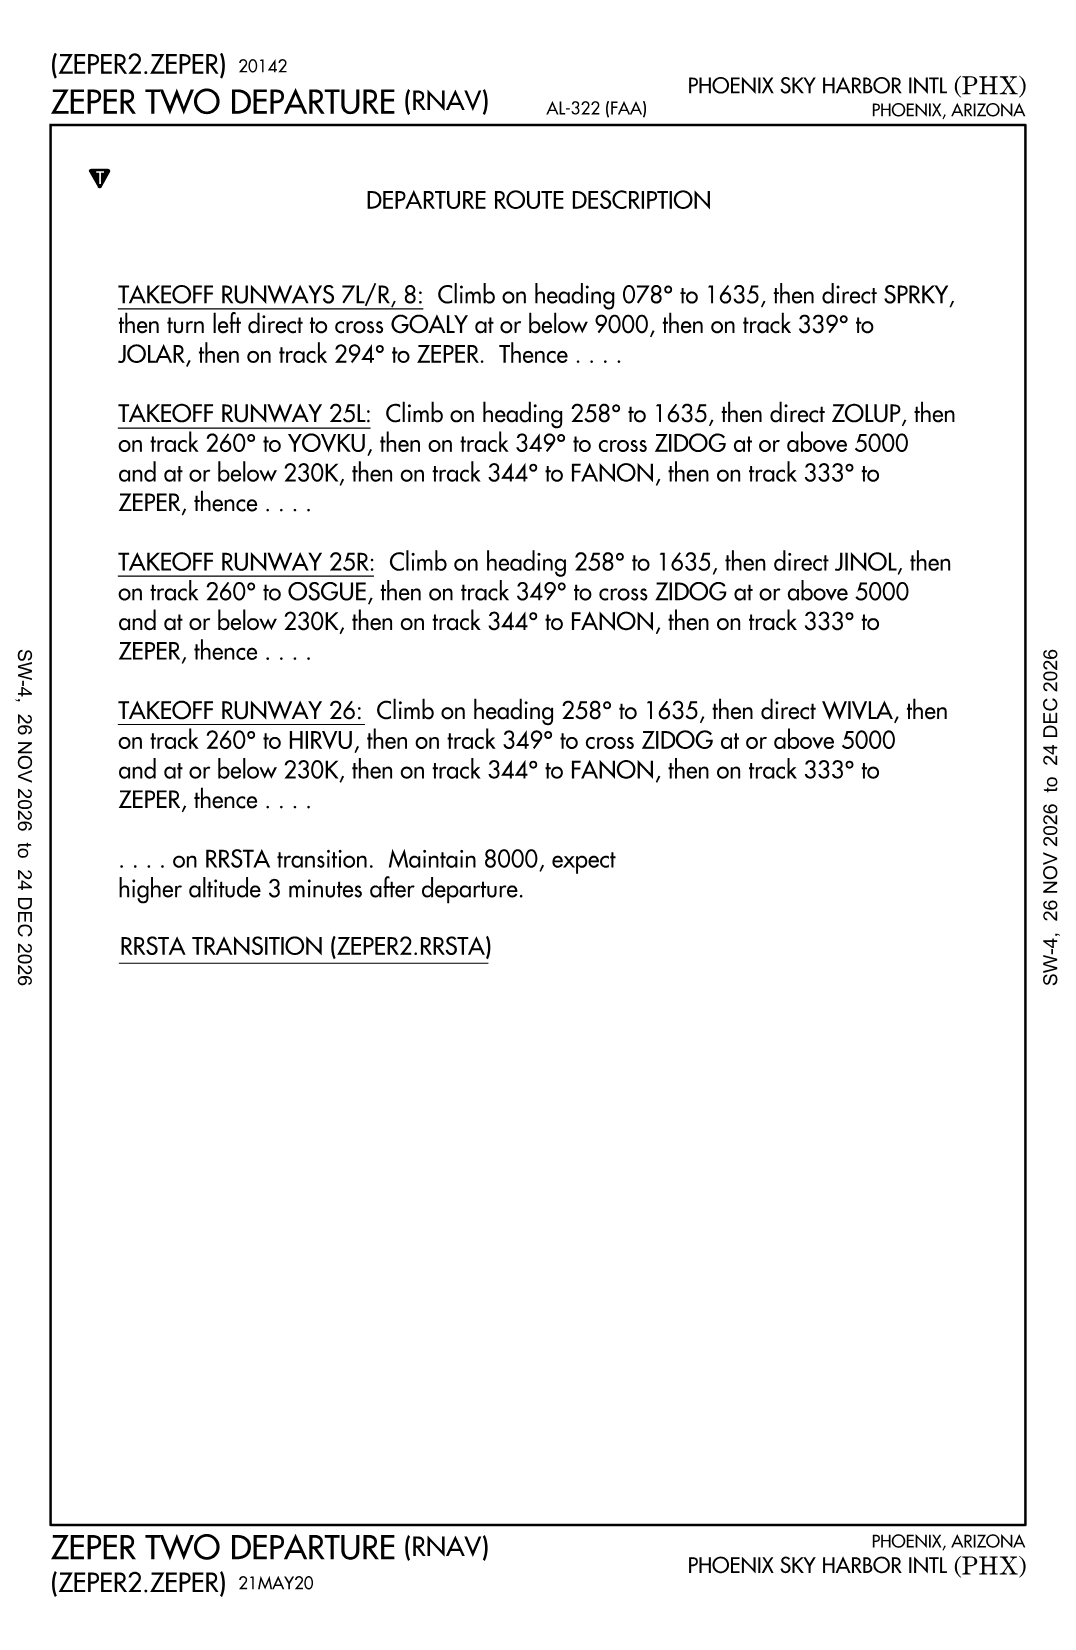 (ZEPER2.ZEPER) 20142
ZEPER TWO DEPARTURE (RNAV)
AL-322 (FAA)
PHOENIX SKY HARBOR INTL (PHX)
PHOENIX, ARIZONA
T
DEPARTURE ROUTE DESCRIPTION
TAKEOFF RUNWAYS 7L/R, 8: Climb on heading 078° to 1635, then direct SPRKY,
then turn left direct to cross GOALY at or below 9000, then on track 339° to
JOLAR, then on track 294° to ZEPER. Thence . . . .
TAKEOFF RUNWAY 25L: Climb on heading 258° to 1635, then direct ZOLUP, then
on track 260° to YOVKU, then on track 349° to cross ZIDOG at or above 5000
and at or below 230K, then on track 344° to FANON, then on track 333° to
ZEPER, thence . . . .
TAKEOFF RUNWAY 25R: Climb on heading 258° to 1635, then direct JINOL, then
on track 260° to OSGUE, then on track 349° to cross ZIDOG at or above 5000
and at or below 230K, then on track 344° to FANON, then on track 333° to
ZEPER, thence . . . .
TAKEOFF RUNWAY 26: Climb on heading 258° to 1635, then direct WIVLA, then
on track 260° to HIRVU, then on track 349° to cross ZIDOG at or above 5000
and at or below 230K, then on track 344° to FANON, then on track 333° to
ZEPER, thence . . . .
. . . . on RRSTA transition. Maintain 8000, expect
higher altitude 3 minutes after departure.
RRSTA TRANSITION (ZEPER2.RRSTA)
SW-4, 26 NOV 2026 to 24 DEC 2026
SW-4, 26 NOV 2026 to 24 DEC 2026
ZEPER TWO DEPARTURE (RNAV)
(ZEPER2.ZEPER) 21MAY20
PHOENIX, ARIZONA
PHOENIX SKY HARBOR INTL (PHX)